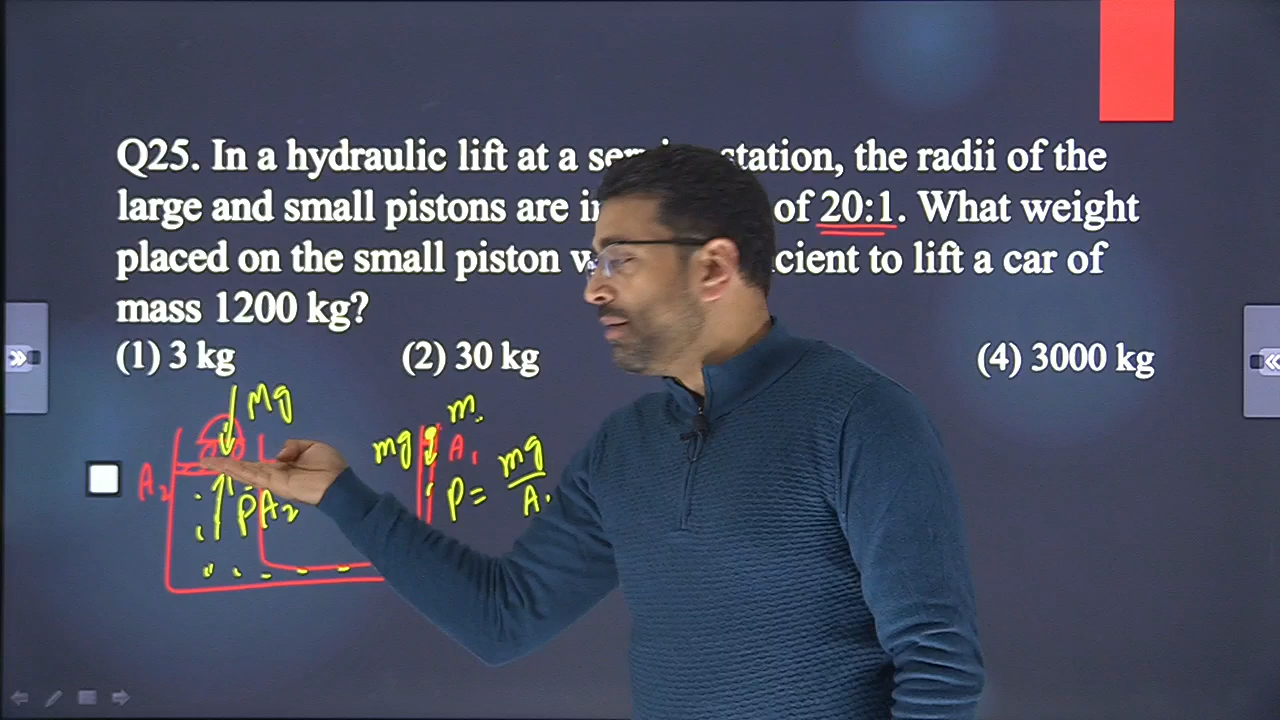 Q25. In a hydraulic lift at a station, the radii of the
large and small pistons are in of 20:1. What weight
placed on the small piston to lift a car of
mass 1200 kg?
(1) 3 kg (2) 30 kg (4) 3000 kg
Mg
m
mg A₁
P = mg/A₁
A₂
PA₂